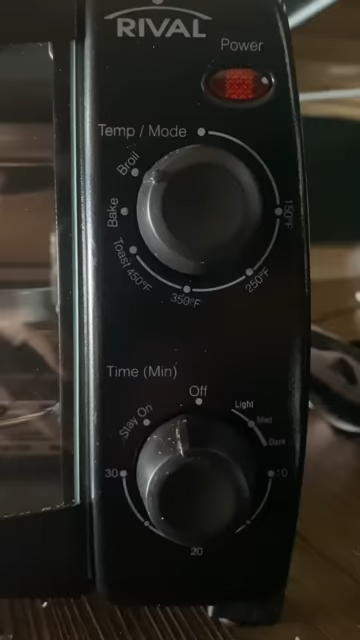 RIVAL
Power
Temp / Mode
Broil
Bake
Toast 450°F
350°F
250°F
150°F
Time (Min)
Off
Stay On
Light
Med
Dark
30
10
20